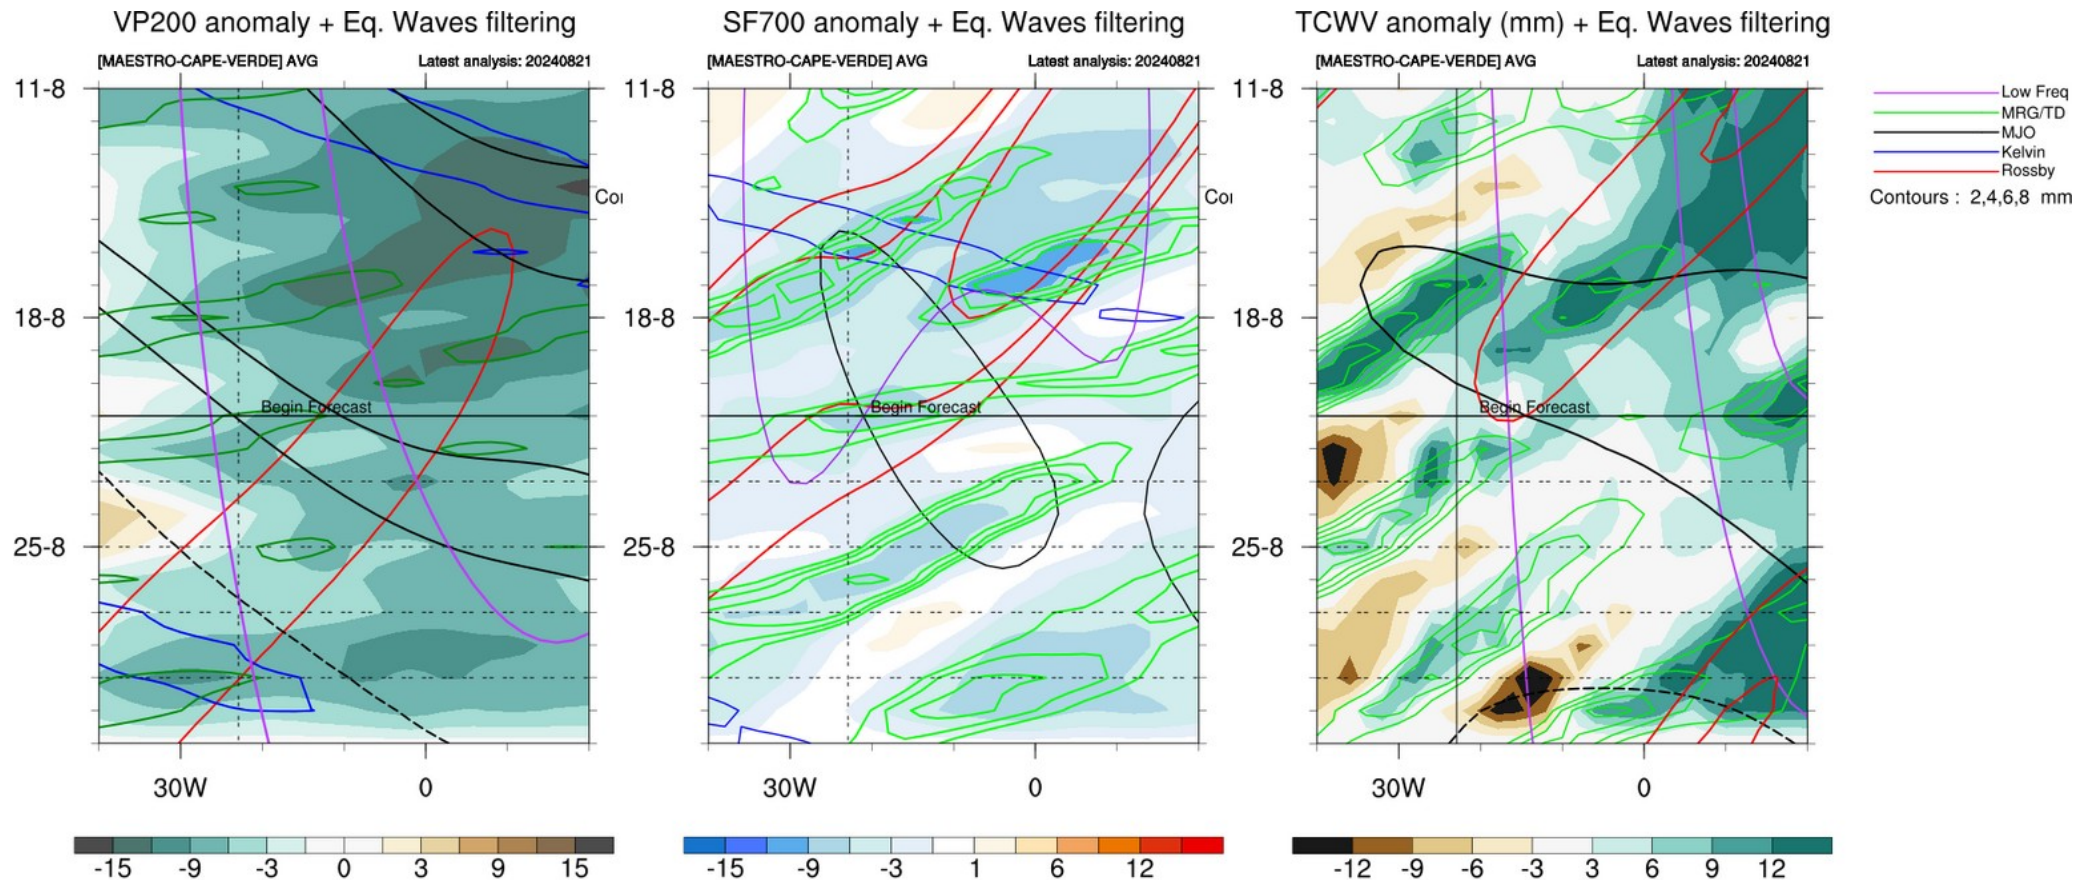 VP200 anomaly + Eq. Waves filtering
[MAESTRO-CAPE-VERDE] AVG
Latest analysis: 20240821
11-8
18-8
25-8
Begin Forecast
30W
0
-15 -9 -3 0 3 9 15
Coı
SF700 anomaly + Eq. Waves filtering
[MAESTRO-CAPE-VERDE] AVG
Latest analysis: 20240821
11-8
18-8
25-8
Begin Forecast
30W
0
-15 -9 -3 1 6 12
Coı
TCWV anomaly (mm) + Eq. Waves filtering
[MAESTRO-CAPE-VERDE] AVG
Latest analysis: 20240821
11-8
18-8
25-8
Begin Forecast
30W
0
-12 -9 -6 -3 3 6 9 12
Low Freq
MRG/TD
MJO
Kelvin
Rossby
Contours : 2,4,6,8 mm